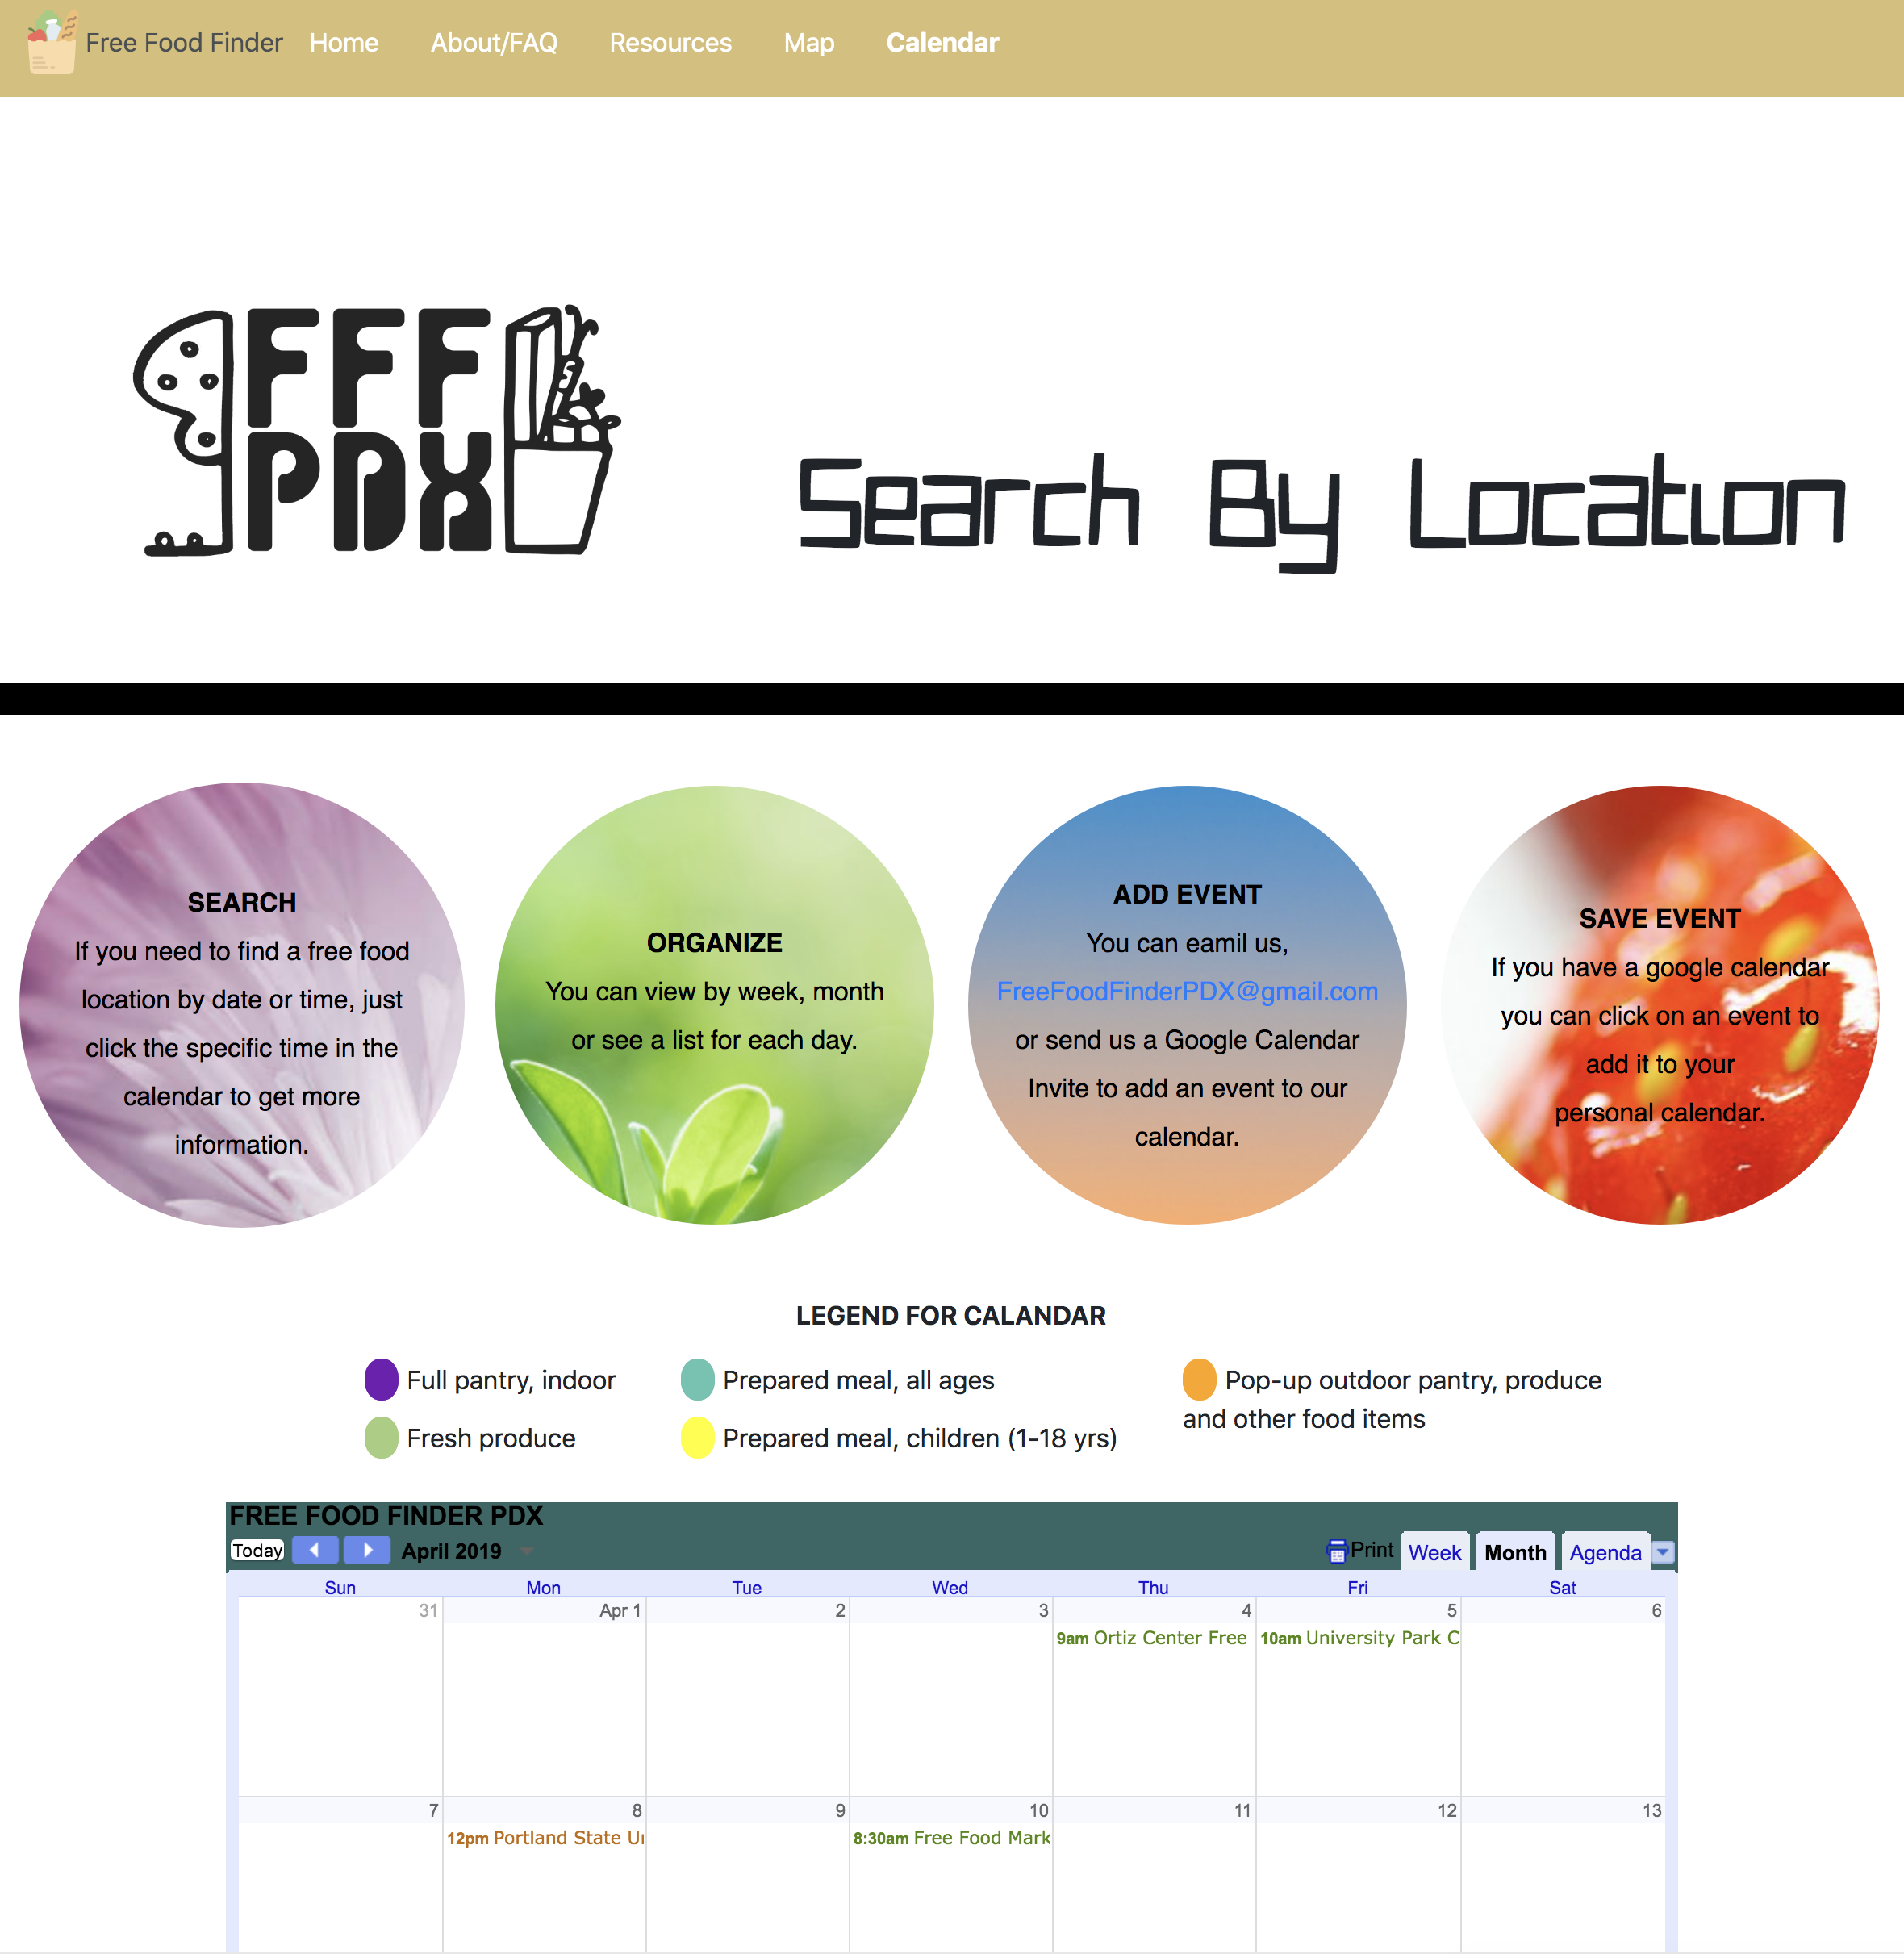 Free Food Finder Home About/FAQ Resources Map Calendar
FFF
PDX
Search By Location
SEARCH
If you need to find a free food
location by date or time, just
click the specific time in the
calendar to get more
information.
ORGANIZE
You can view by week, month
or see a list for each day.
ADD EVENT
You can eamil us,
FreeFoodFinderPDX@gmail.com
or send us a Google Calendar
Invite to add an event to our
calendar.
SAVE EVENT
If you have a google calendar
you can click on an event to
add it to your
personal calendar.
LEGEND FOR CALANDAR
Full pantry, indoor
Fresh produce
Prepared meal, all ages
Prepared meal, children (1-18 yrs)
Pop-up outdoor pantry, produce
and other food items
FREE FOOD FINDER PDX
Today April 2019 Print Week Month Agenda
Sun Mon Tue Wed Thu Fri Sat
31 Apr 1 2 3 4 5 6
9am Ortiz Center Free 10am University Park C
7 8 9 10 11 12 13
12pm Portland State 8:30am Free Food Mark